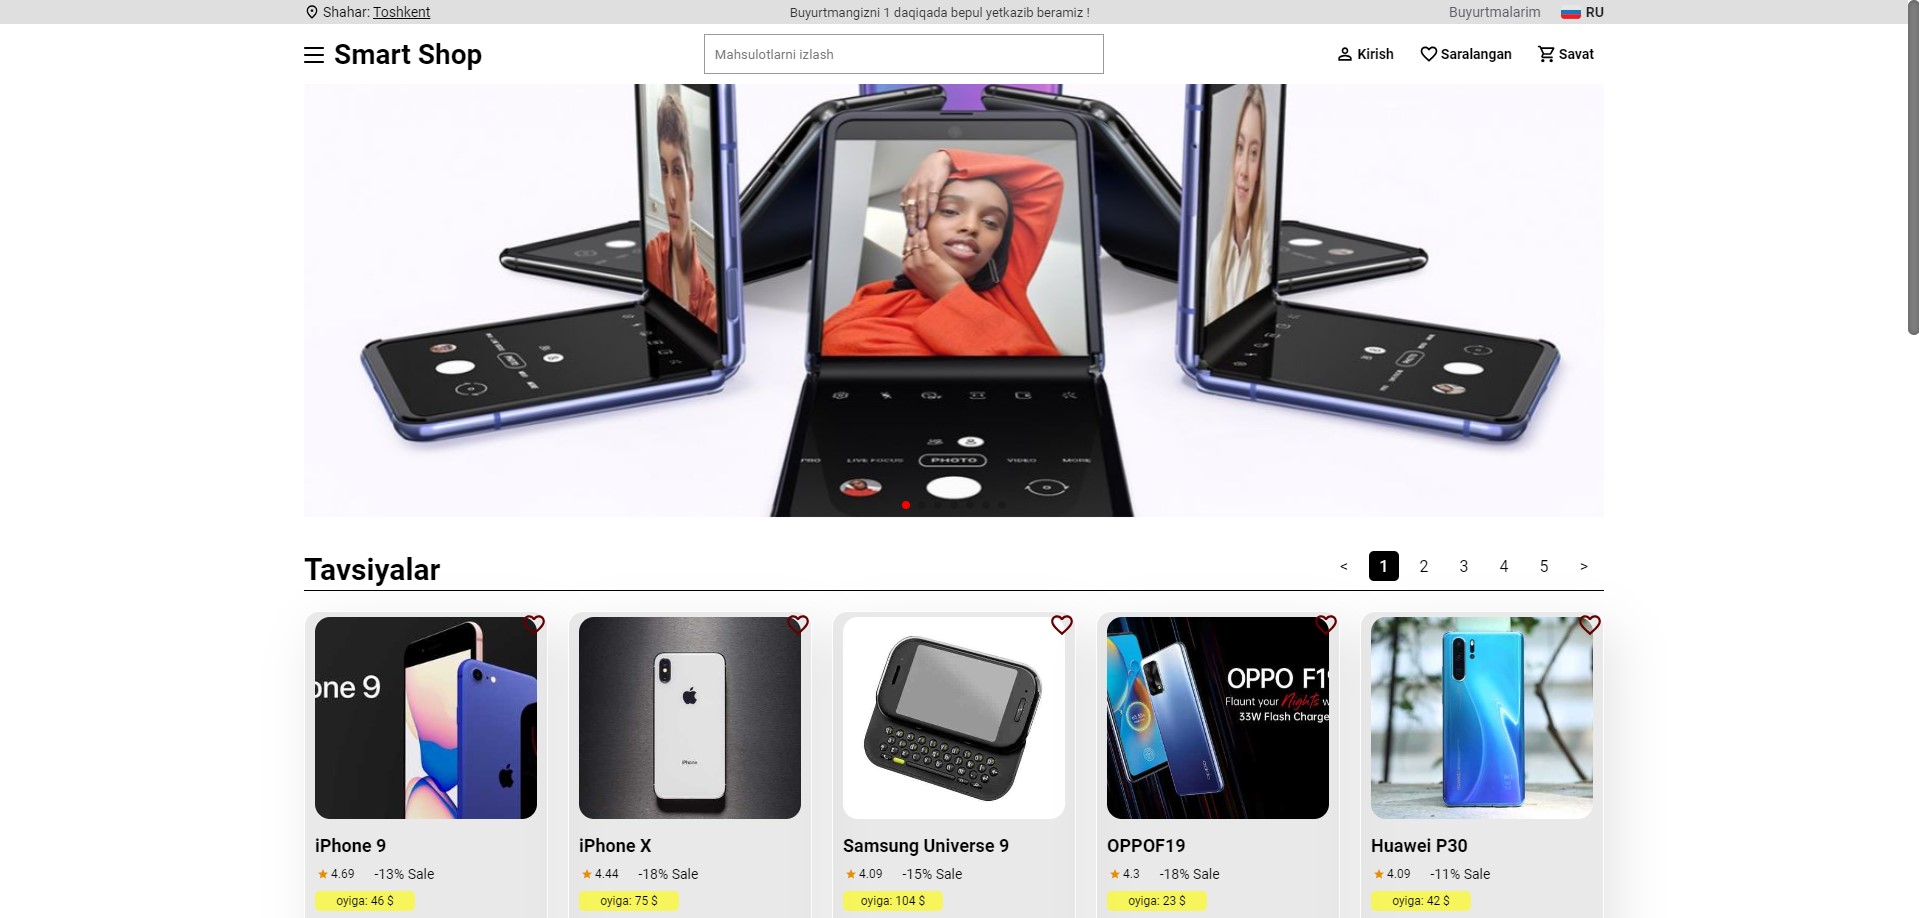 Shahar: Toshkent
Buyurtmangizni 1 daqiqada bepul yetkazib beramiz !
Buyurtmalarim
RU
Smart Shop
Mahsulotlarni izlash
Kirish
Saralangan
Savat
PRO LIVE FOCUS PHOTO VIDEO MORE
Tavsiyalar
< 1 2 3 4 5 >
one 9
iPhone
OPPO F19
Flaunt your Nights w
33W Flash Charge
iPhone 9
4.69 -13% Sale
oyiga: 46 $
iPhone X
4.44 -18% Sale
oyiga: 75 $
Samsung Universe 9
4.09 -15% Sale
oyiga: 104 $
OPPOF19
4.3 -18% Sale
oyiga: 23 $
Huawei P30
4.09 -11% Sale
oyiga: 42 $